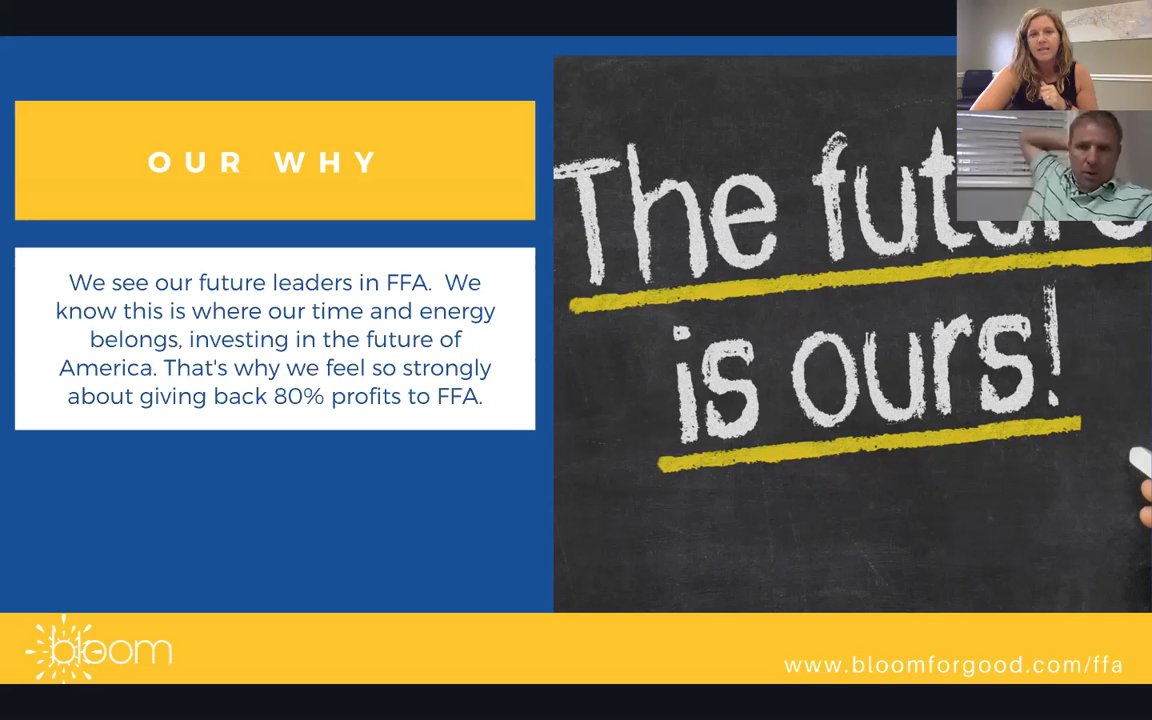 OUR WHY
We see our future leaders in FFA. We
know this is where our time and energy
belongs, investing in the future of
America. That's why we feel so strongly
about giving back 80% profits to FFA.
The future
is ours!
bloom
www.bloomforgood.com/ffa